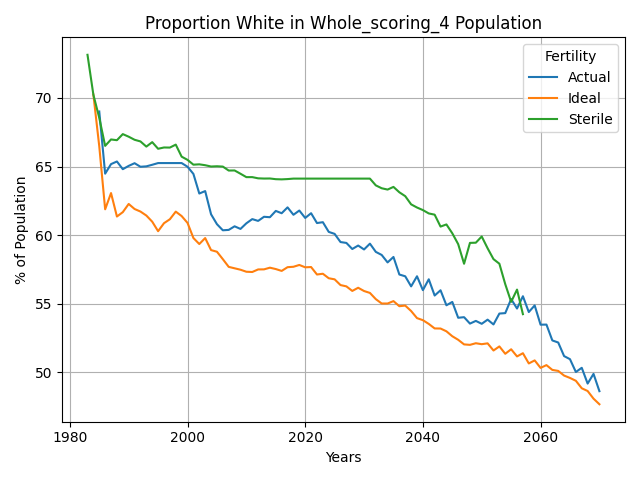 Proportion White in Whole_scoring_4 Population
Fertility
Actual
Ideal
Sterile
% of Population
70
65
60
55
50
1980
2000
2020
2040
2060
Years